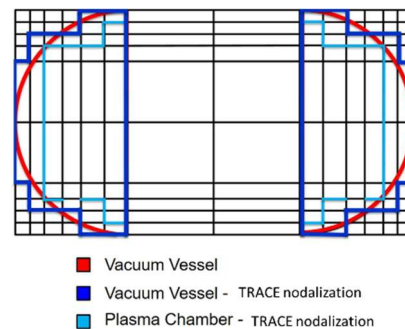 Vacuum Vessel
Vacuum Vessel - TRACE nodalization
Plasma Chamber - TRACE nodalization